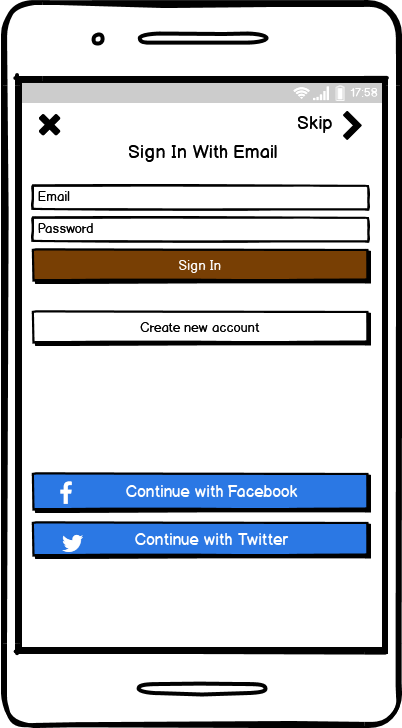 17:58
Skip
Sign In With Email
Email
Password
Sign In
Create new account
Continue with Facebook
Continue with Twitter